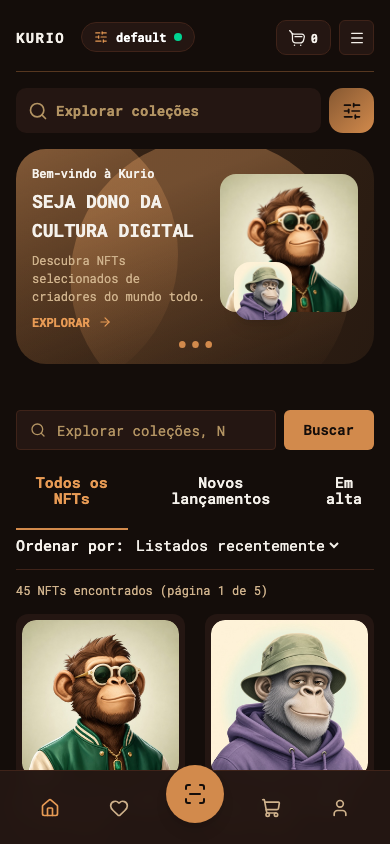 KURIO
default
0
Explorar coleções
Bem-vindo à Kurio
SEJA DONO DA
CULTURA DIGITAL
Descubra NFTs
selecionados de
criadores do mundo todo.
EXPLORAR
Explorar coleções, N
Buscar
Todos os
NFTs
Novos
lançamentos
Em
alta
Ordenar por: Listados recentemente
45 NFTs encontrados (página 1 de 5)